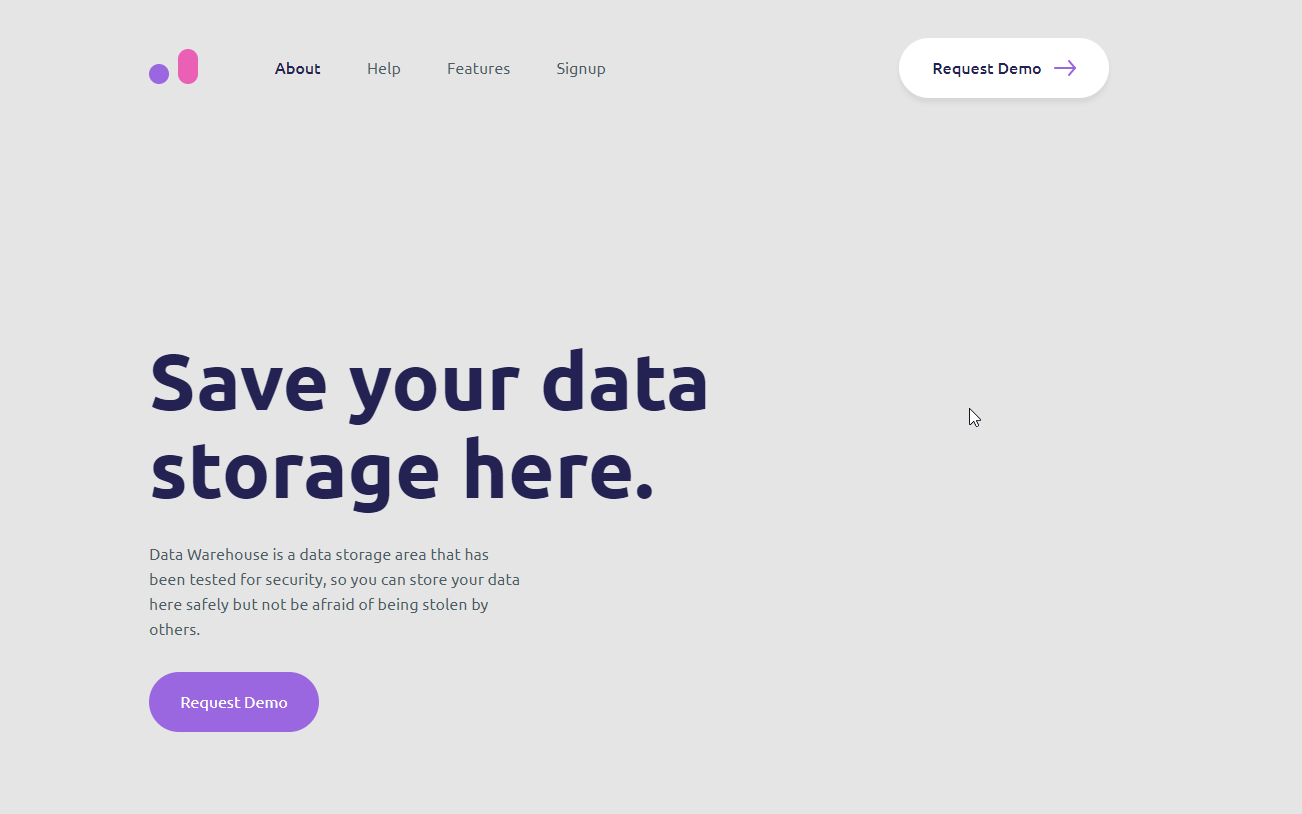 About Help Features Signup Request Demo
Save your data
storage here.
Data Warehouse is a data storage area that has
been tested for security, so you can store your data
here safely but not be afraid of being stolen by
others.
Request Demo